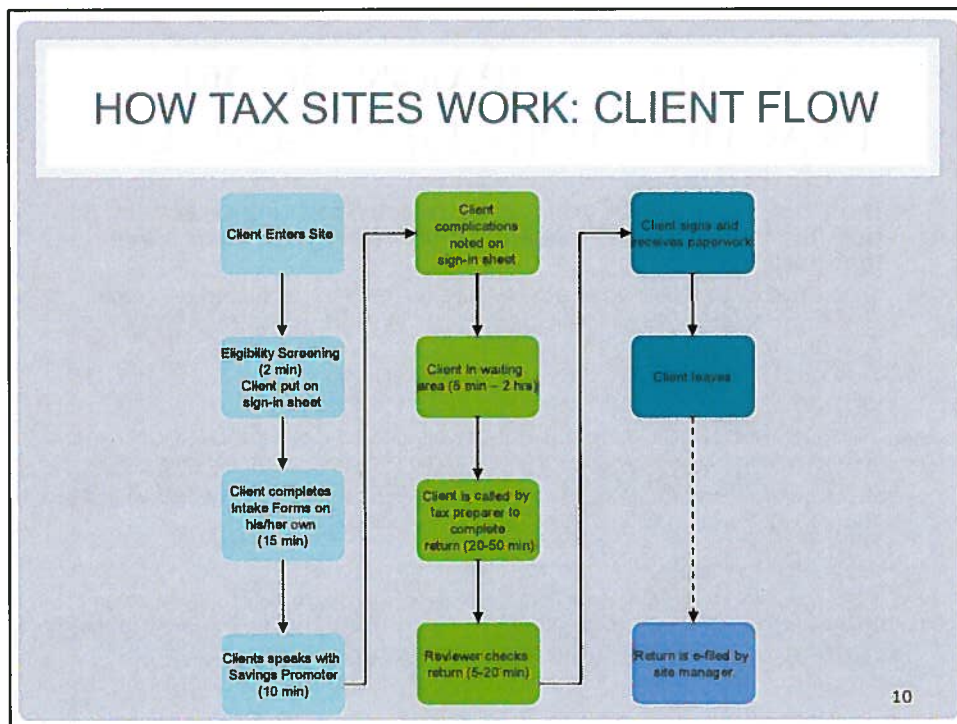 HOW TAX SITES WORK: CLIENT FLOW
Client Enters Site
Eligibility Screening
(2 min)
Client put on
sign-in sheet
Client completes
Intake Forms on
his/her own
(15 min)
Clients speaks with
Savings Promoter
(10 min)
Client
complications
noted on
sign-in sheet
Client in waiting
area (5 min – 2 hrs)
Client is called by
tax preparer to
complete
return (20-50 min)
Reviewer checks
return (5-20 min)
Client signs and
receives paperwork
Client leaves
Return is e-filed by
site manager.
10